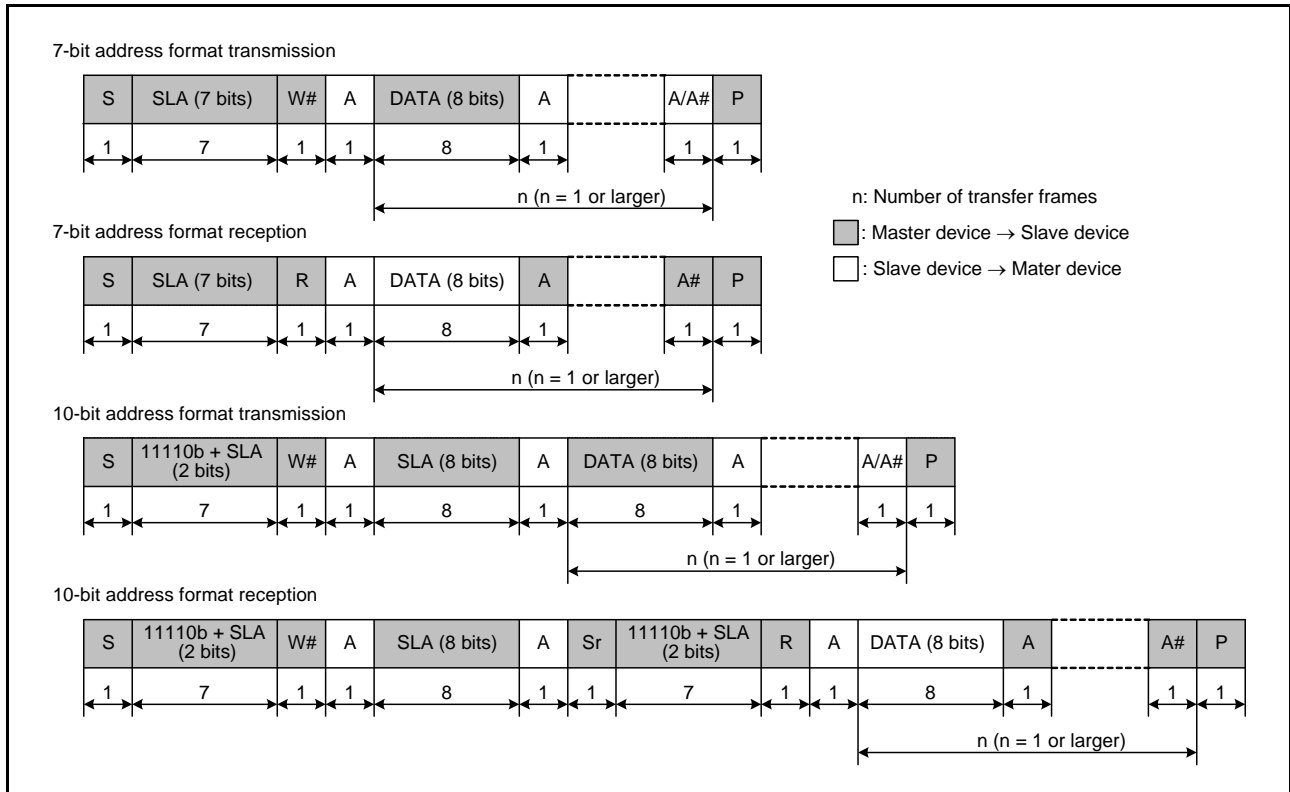 7-bit address format transmission
S SLA (7 bits) W# A DATA (8 bits) A A/A# P
1 7 1 1 8 1 1 1
n (n = 1 or larger)
n: Number of transfer frames
: Master device → Slave device
: Slave device → Mater device
7-bit address format reception
S SLA (7 bits) R A DATA (8 bits) A A# P
1 7 1 1 8 1 1 1
n (n = 1 or larger)
10-bit address format transmission
S 11110b + SLA (2 bits) W# A SLA (8 bits) A DATA (8 bits) A A/A# P
1 7 1 1 8 1 8 1 1 1
n (n = 1 or larger)
10-bit address format reception
S 11110b + SLA (2 bits) W# A SLA (8 bits) A Sr 11110b + SLA (2 bits) R A DATA (8 bits) A A# P
1 7 1 1 8 1 1 7 1 1 8 1 1 1
n (n = 1 or larger)